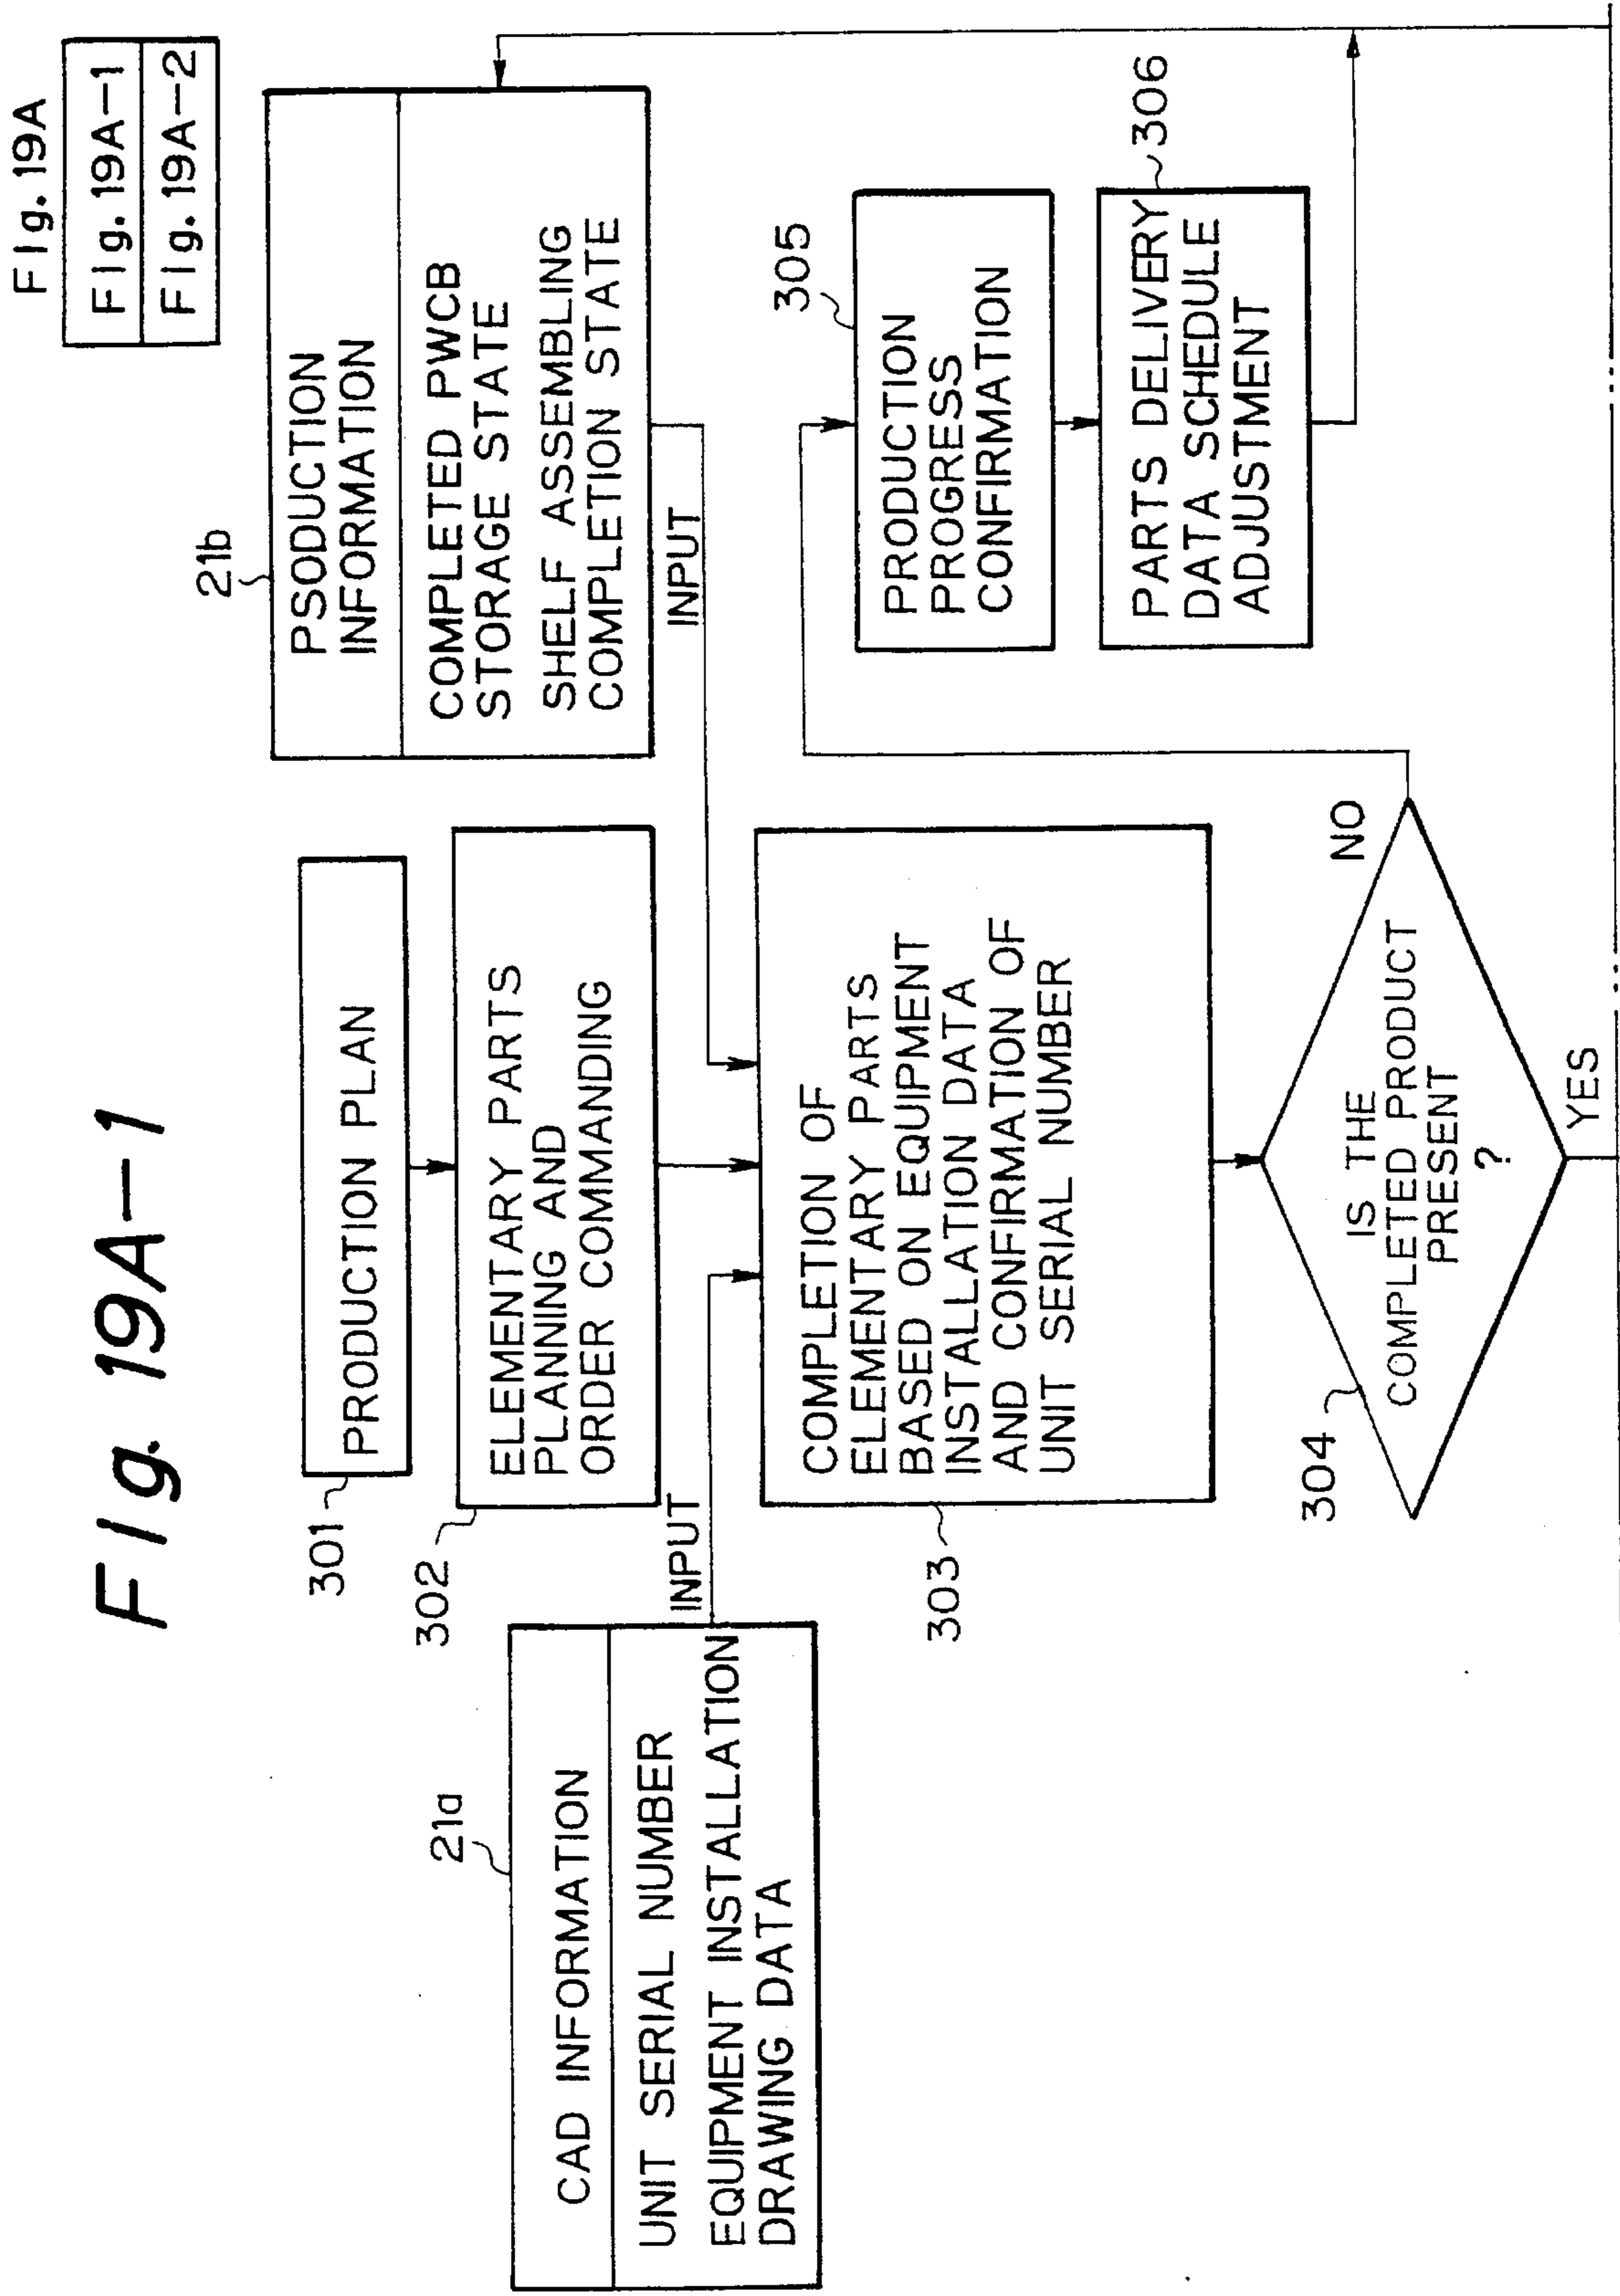 Fig. 19A-1
Fig. 19A
Fig. 19A-1
Fig. 19A-2
301
PRODUCTION PLAN
302
ELEMENTARY PARTS
PLANNING AND
ORDER COMMANDING
21a
CAD INFORMATION
UNIT SERIAL NUMBER
EQUIPMENT INSTALLATION
DRAWING DATA
INPUT
21b
PSODUCTION
INFORMATION
COMPLETED PWCB
STORAGE STATE
SHELF ASSEMBLING
COMPLETION STATE
INPUT
303
COMPLETION OF
ELEMENTARY PARTS
BASED ON EQUIPMENT
INSTALLATION DATA
AND CONFIRMATION OF
UNIT SERIAL NUMBER
304
IS THE
COMPLETED PRODUCT
PRESENT
?
NO
YES
305
PRODUCTION
PROGRESS
CONFIRMATION
306
PARTS DELIVERY
DATA SCHEDULE
ADJUSTMENT